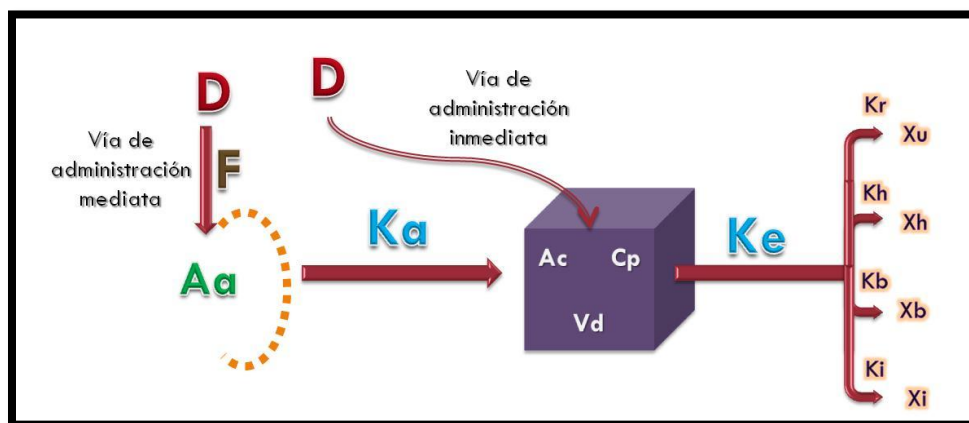 D
Vía de
administración
mediata
F
Aa
D
Vía de
administración
inmediata
Ka
Ac Cp
Vd
Ke
Kr
Xu
Kh
Xh
Kb
Xb
Ki
Xi